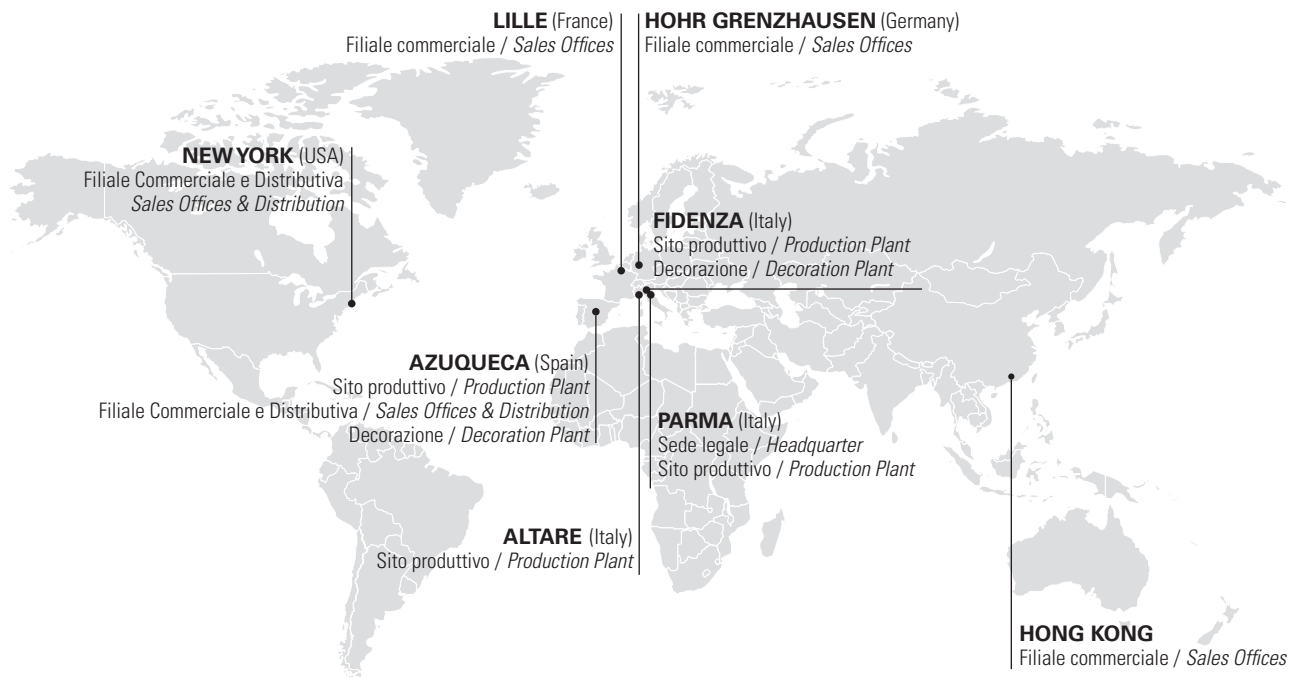 LILLE (France)
Filiale commerciale / Sales Offices
HOHR GRENZHAUSEN (Germany)
Filiale commerciale / Sales Offices
NEW YORK (USA)
Filiale Commerciale e Distributiva
Sales Offices & Distribution
FIDENZA (Italy)
Sito produttivo / Production Plant
Decorazione / Decoration Plant
AZUQUECA (Spain)
Sito produttivo / Production Plant
Filiale Commerciale e Distributiva / Sales Offices & Distribution
Decorazione / Decoration Plant
PARMA (Italy)
Sede legale / Headquarter
Sito produttivo / Production Plant
ALTARE (Italy)
Sito produttivo / Production Plant
HONG KONG
Filiale commerciale / Sales Offices